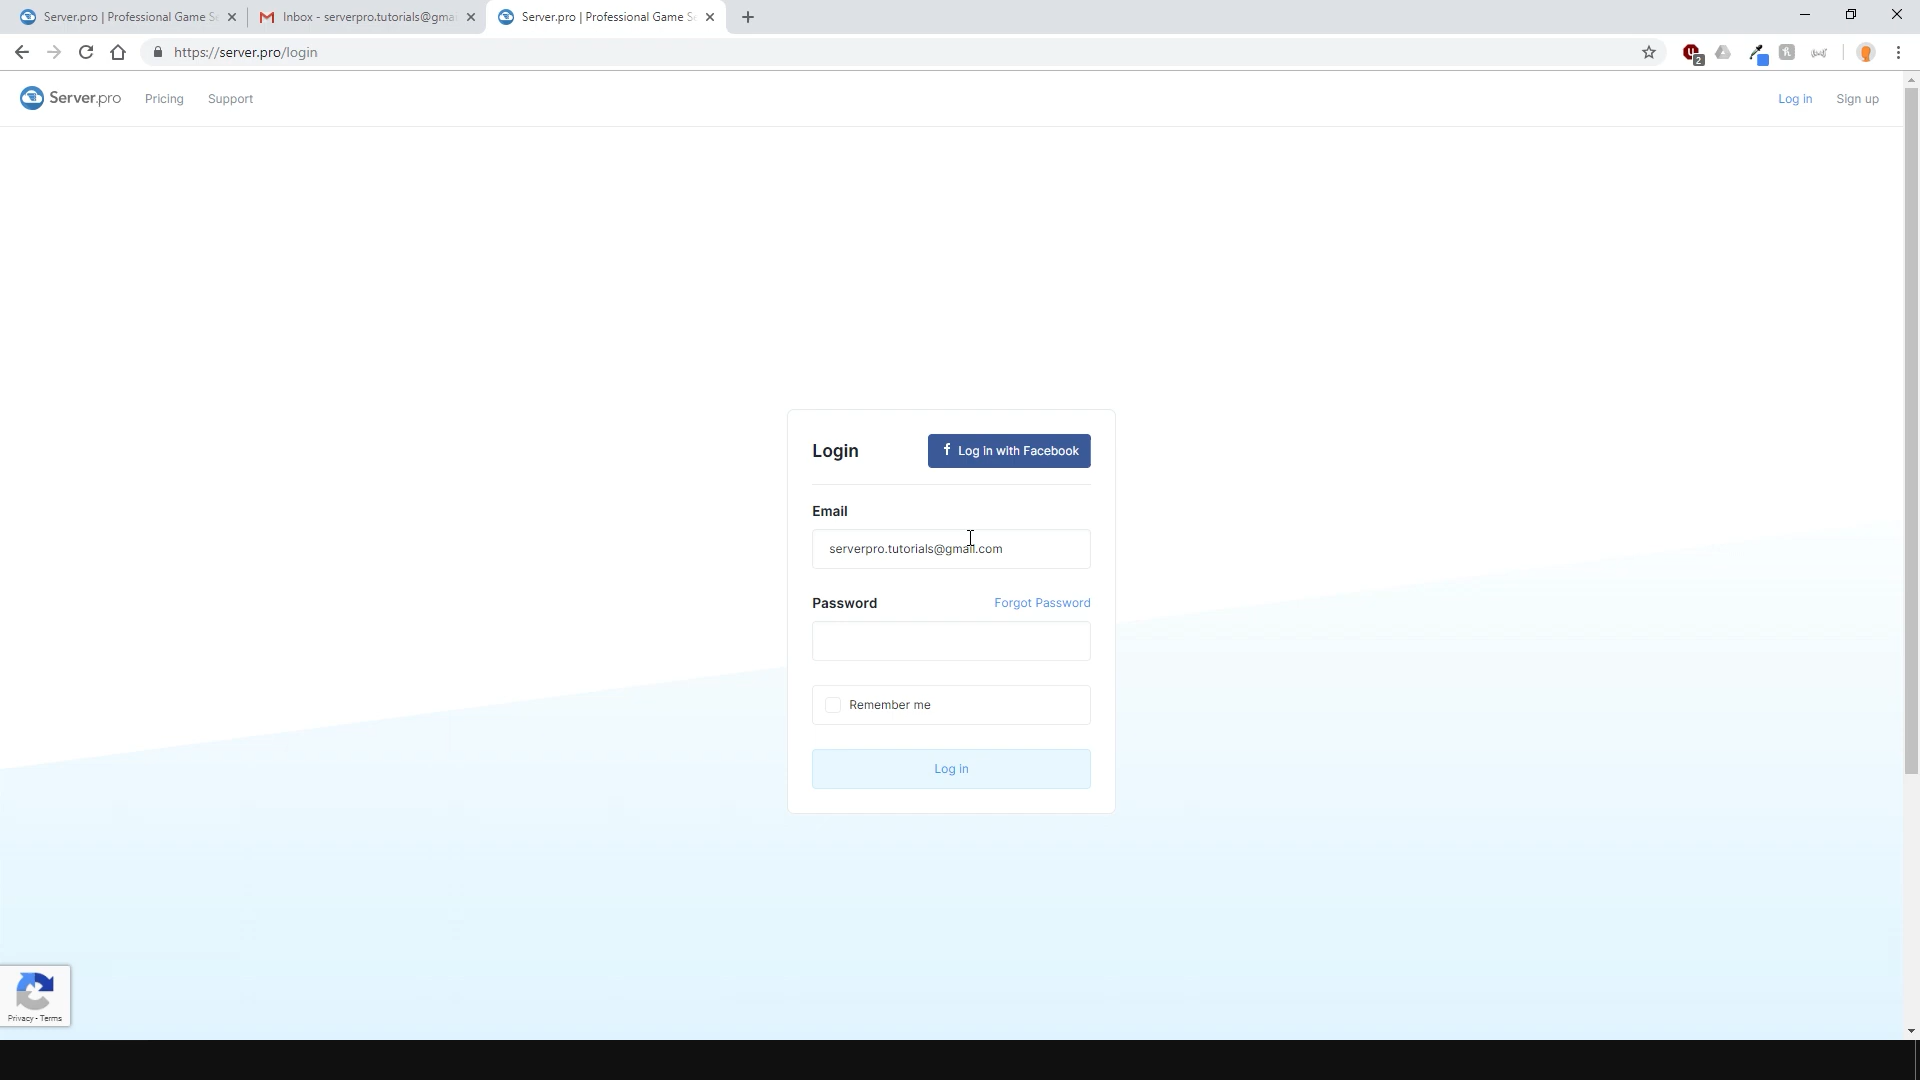 Server.pro | Professional Game S
Inbox - serverpro.tutorials@gma
Server.pro | Professional Game S
https://server.pro/login
2
Server.pro
Pricing
Support
Log in
Sign up
Login
f Log in with Facebook
Email
serverpro.tutorials@gmail.com
Password
Forgot Password
Remember me
Log in
Privacy - Terms